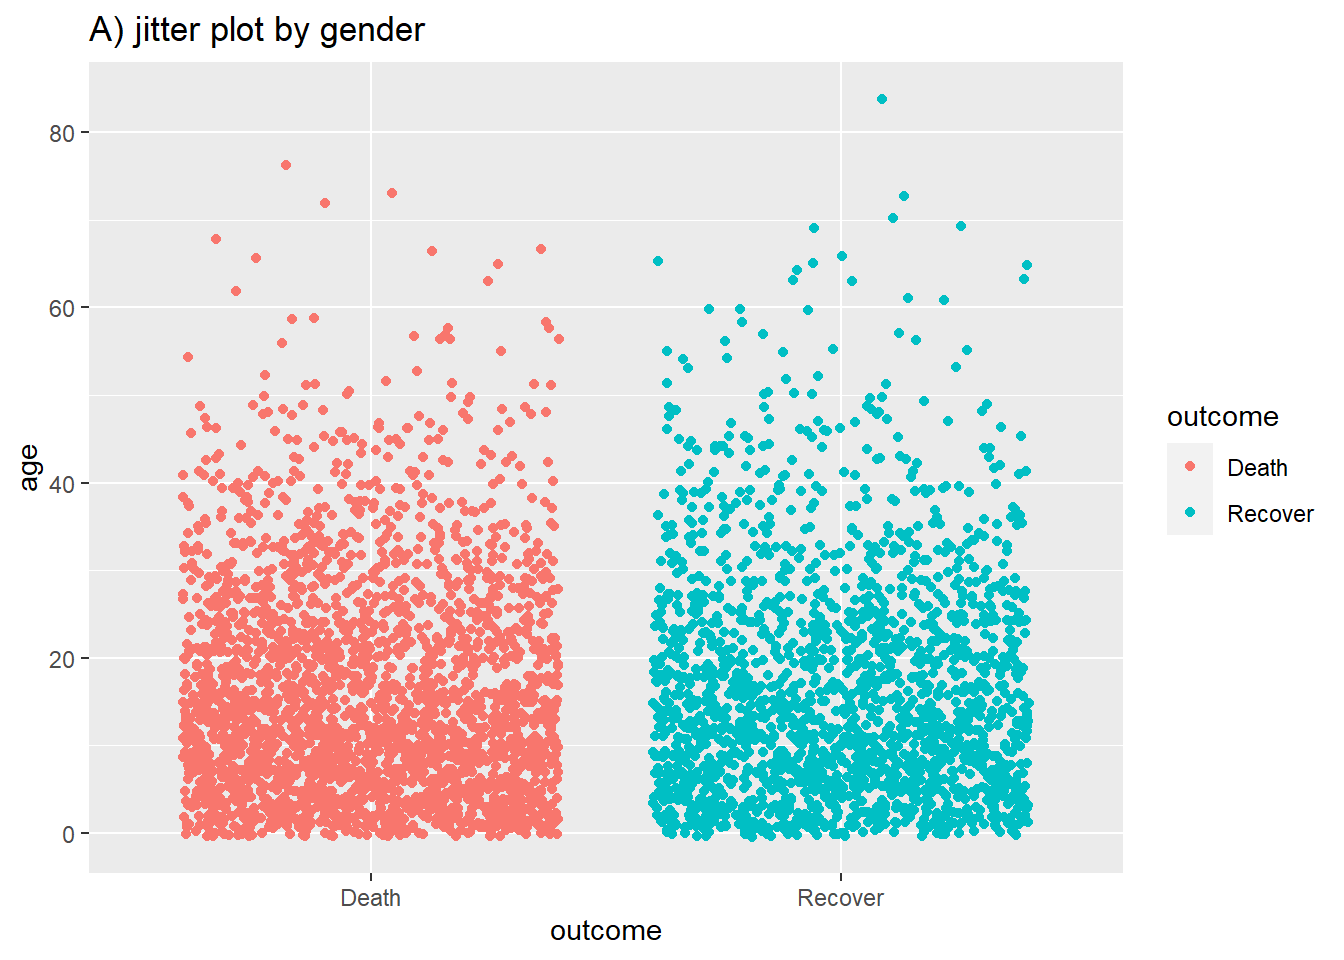 A) jitter plot by gender
80
60
40
20
0
age
Death
Recover
outcome
outcome
Death
Recover